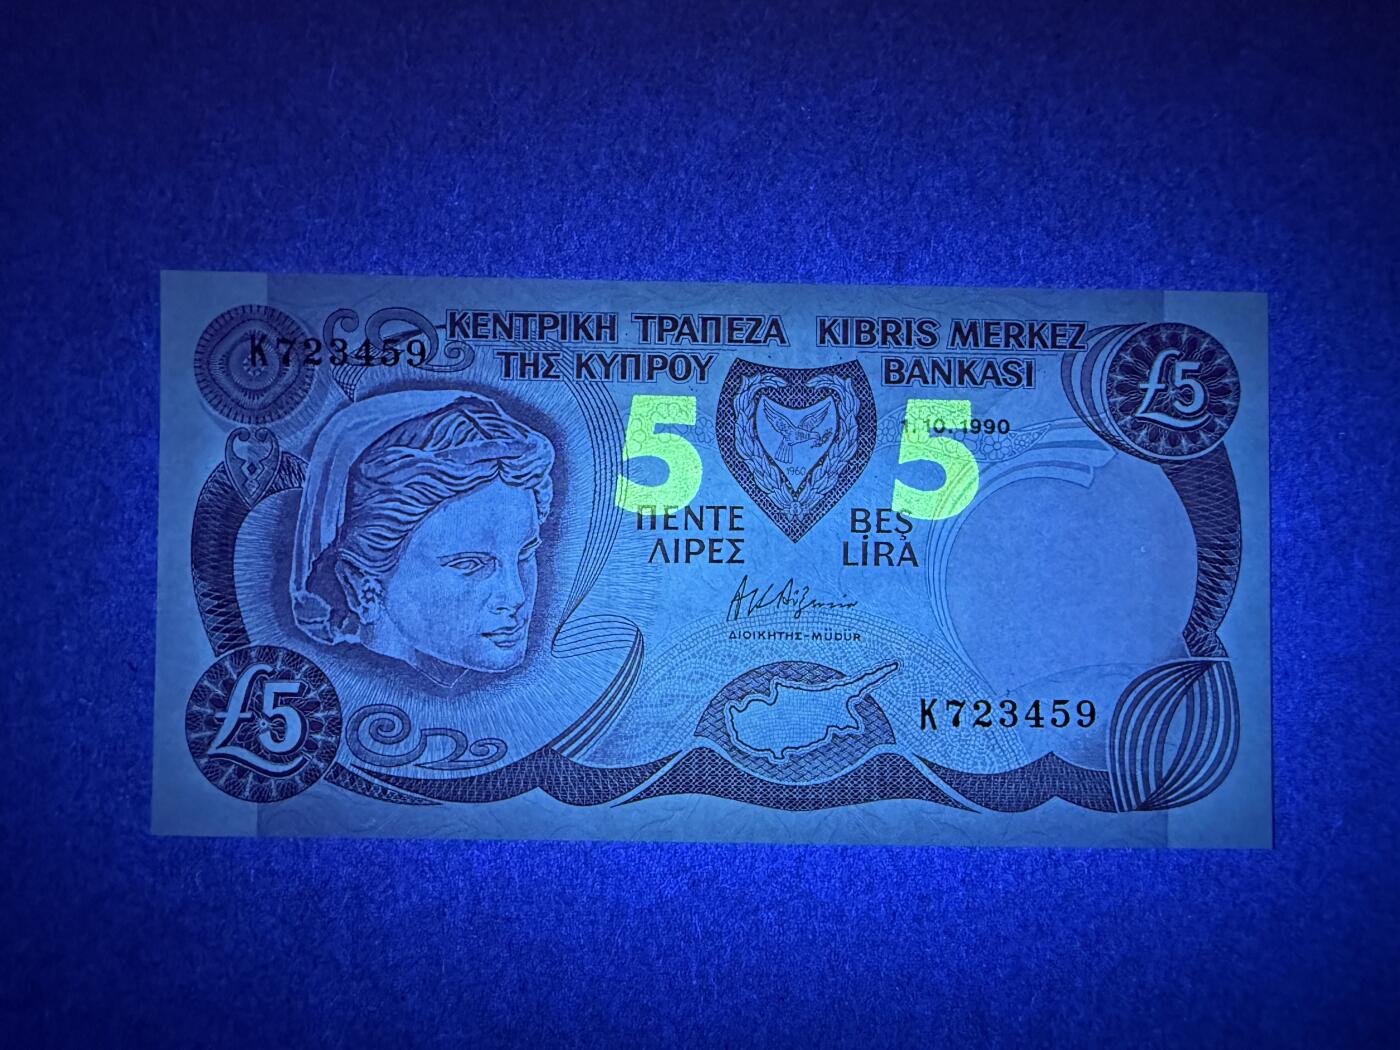 ΚΕΝΤΡΙΚΗ ΤΡΑΠΕΖΑ
ΤΗΣ ΚΥΠΡΟΥ
KIBRIS MERKEZ
BANKASI
K723459
£5
5
5
1.10.1990
1960
ΠΕΝΤΕ
ΛΙΡΕΣ
BEŞ
LİRA
ΔΙΟΙΚΗΤΗΣ-MÜDÜR
£5
K723459